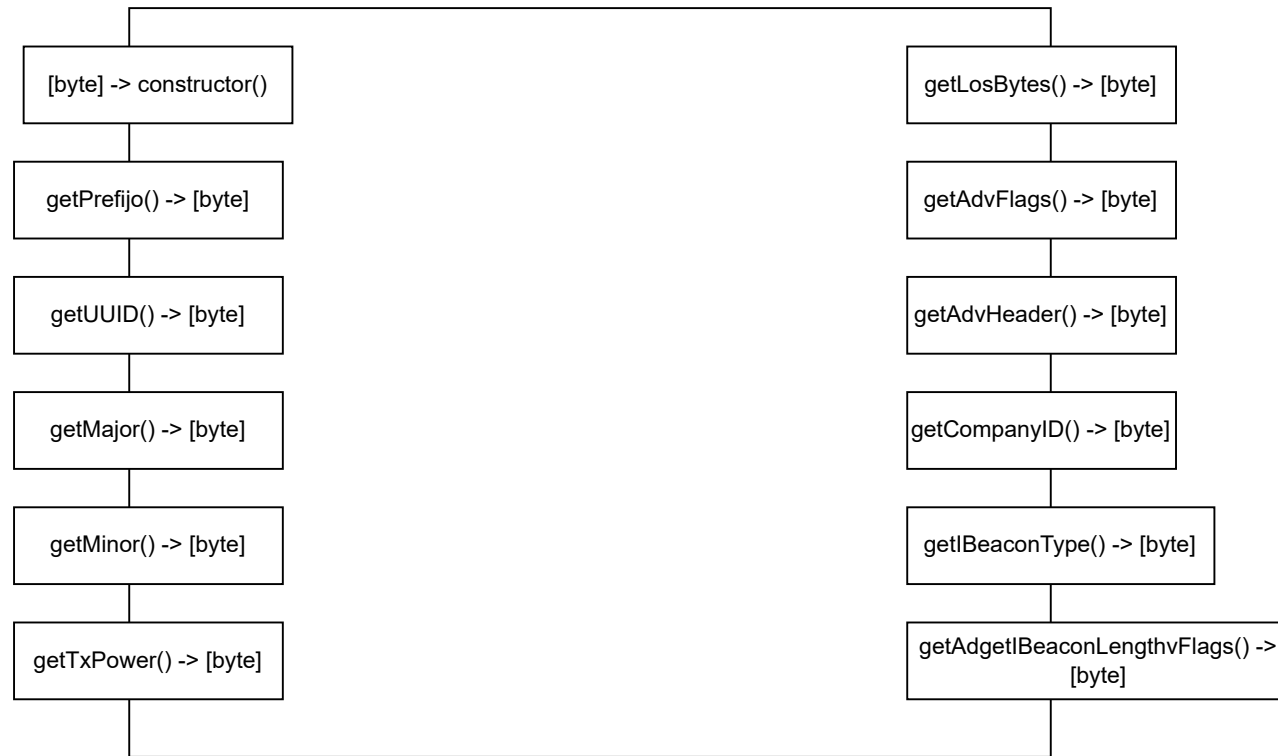 [byte] -> constructor()
getPrefijo() -> [byte]
getUUID() -> [byte]
getMajor() -> [byte]
getMinor() -> [byte]
getTxPower() -> [byte]
getLosBytes() -> [byte]
getAdvFlags() -> [byte]
getAdvHeader() -> [byte]
getCompanyID() -> [byte]
getIBeaconType() -> [byte]
getAdgetIBeaconLengthvFlags() ->
[byte]